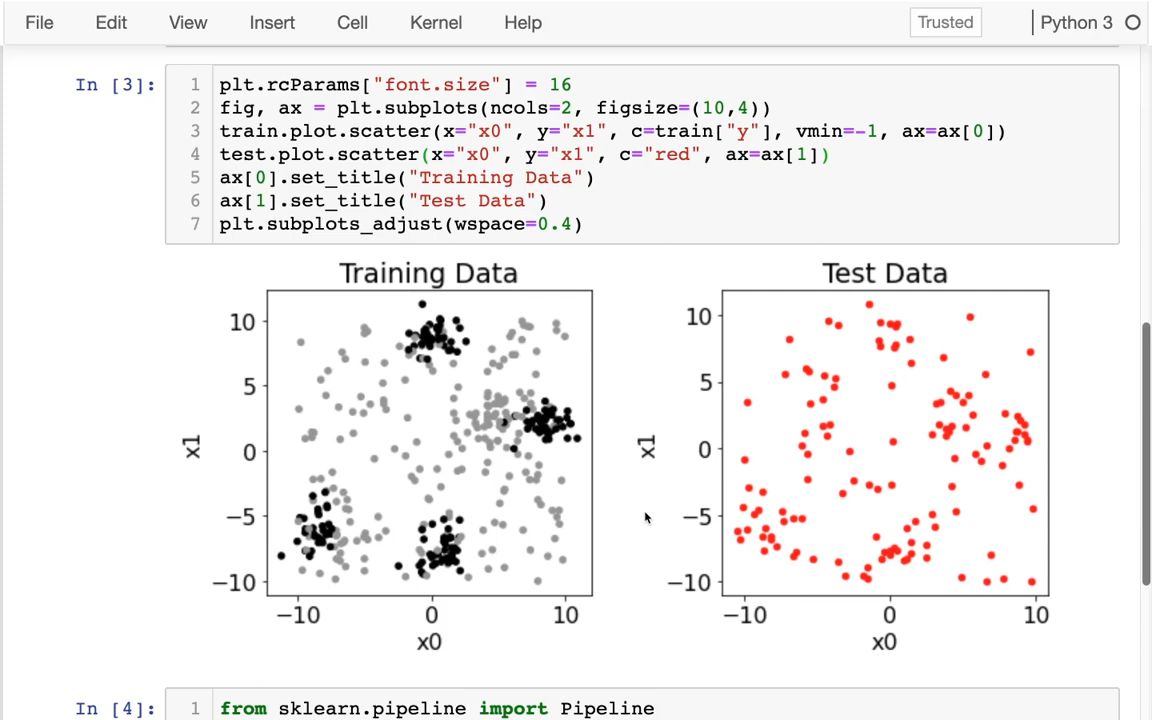 File Edit View Insert Cell Kernel Help Trusted Python 3
In [3]:
1 plt.rcParams["font.size"] = 16
2 fig, ax = plt.subplots(ncols=2, figsize=(10,4))
3 train.plot.scatter(x="x0", y="x1", c=train["y"], vmin=-1, ax=ax[0])
4 test.plot.scatter(x="x0", y="x1", c="red", ax=ax[1])
5 ax[0].set_title("Training Data")
6 ax[1].set_title("Test Data")
7 plt.subplots_adjust(wspace=0.4)
Training Data
10
5
0
−5
−10
x1
−10 0 10
x0
Test Data
10
5
0
−5
−10
x1
−10 0 10
x0
In [4]:
1 from sklearn.pipeline import Pipeline